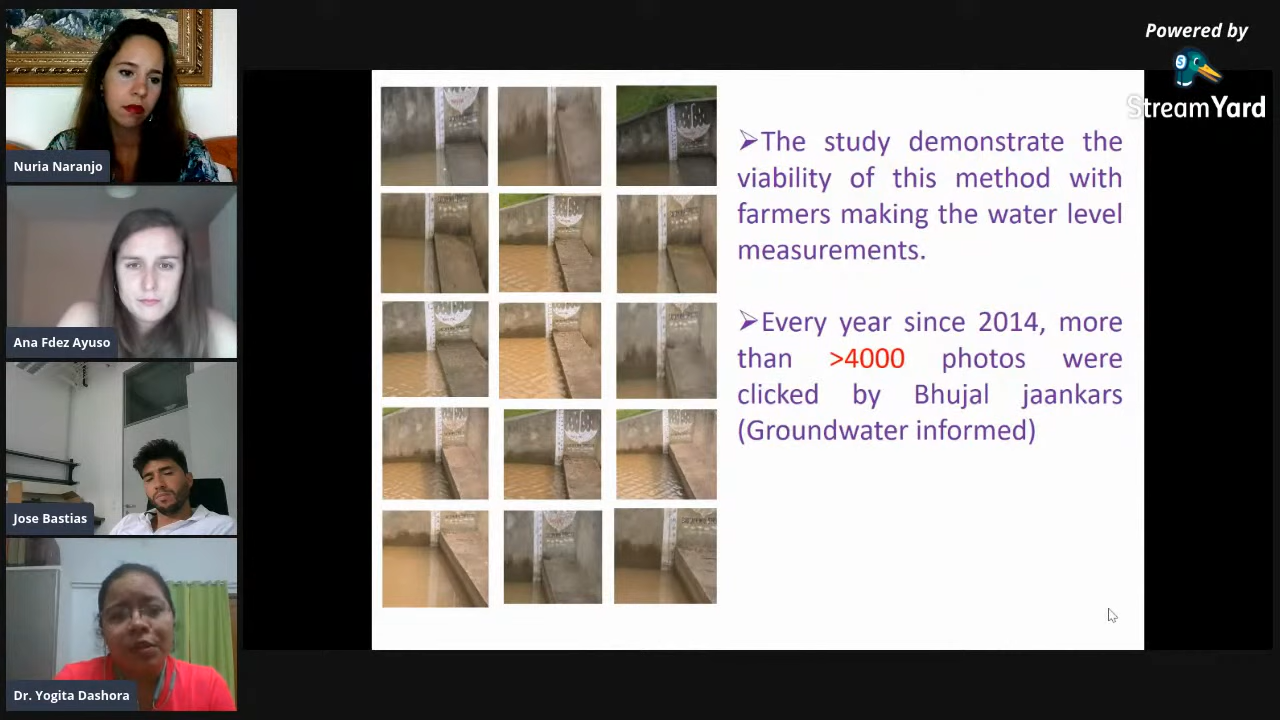 Powered by
StreamYard
Nuria Naranjo
Ana Fdez Ayuso
Jose Bastias
Dr. Yogita Dashora
➢The study demonstrate the
viability of this method with
farmers making the water level
measurements.
➢Every year since 2014, more
than >4000 photos were
clicked by Bhujal jaankars
(Groundwater informed)